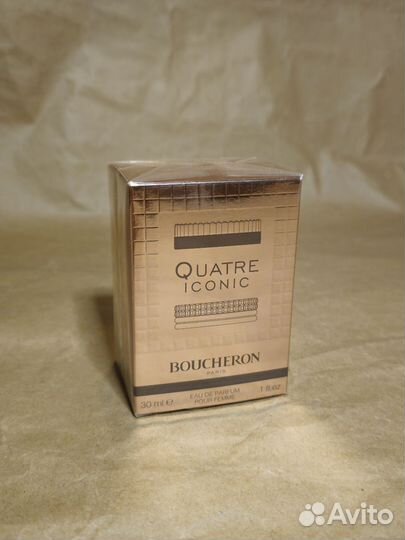 QUATRE
ICONIC
BOUCHERON
PARIS
30 ml e EAU DE PARFUM 1 fl.oz
POUR FEMME
Avito